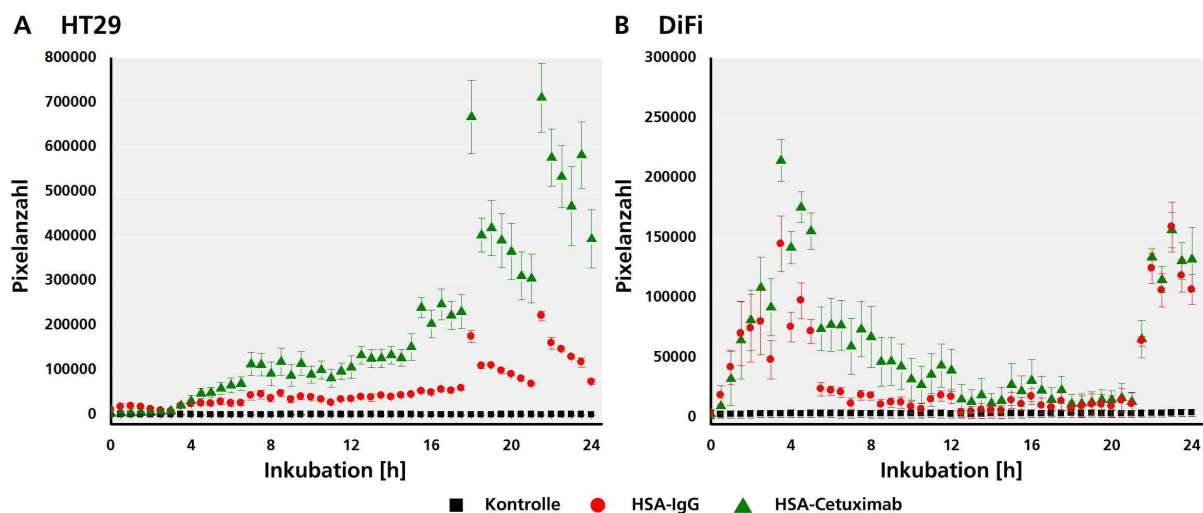 A HT29
800000
700000
600000
500000
400000
300000
200000
100000
0
Pixelanzahl
0 4 8 12 16 20 24
Inkubation [h]
B DiFi
300000
250000
200000
150000
100000
50000
0
Pixelanzahl
0 4 8 12 16 20 24
Inkubation [h]
Kontrolle HSA-IgG HSA-Cetuximab